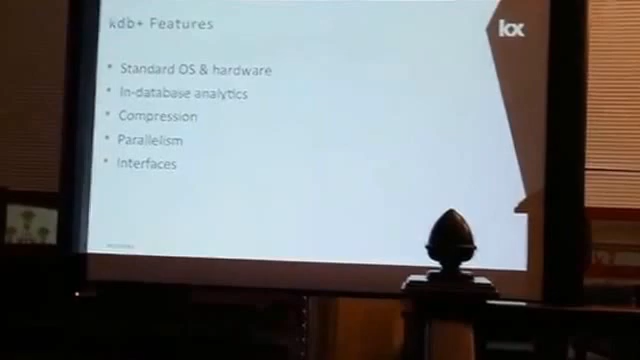 kdb+ Features
kx
• Standard OS & hardware
• In-database analytics
• Compression
• Parallelism
• Interfaces